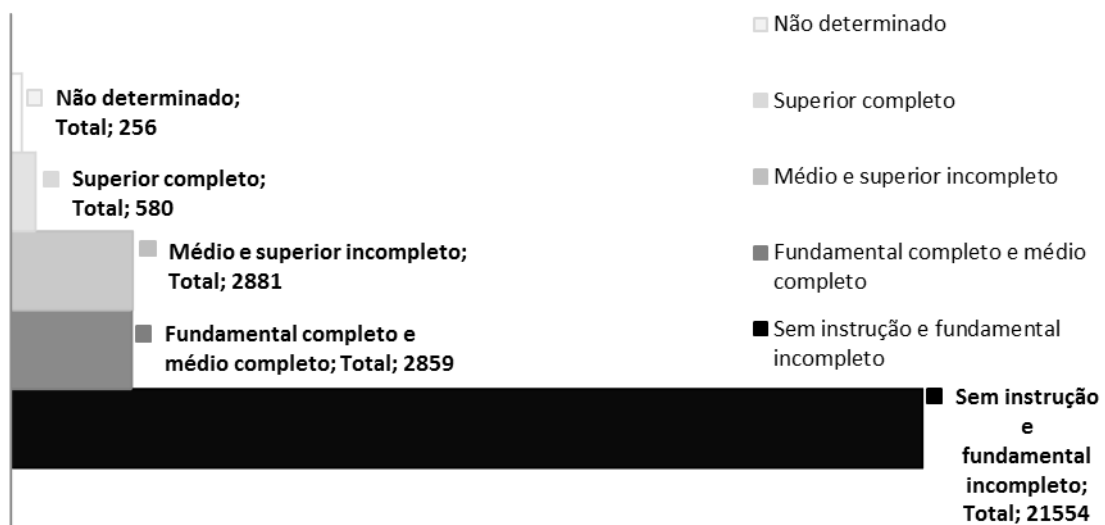 Não determinado;
Total; 256
Superior completo;
Total; 580
Médio e superior incompleto;
Total; 2881
Fundamental completo e
médio completo; Total; 2859
Sem instrução
e
fundamental
incompleto;
Total; 21554
Não determinado
Superior completo
Médio e superior incompleto
Fundamental completo e médio
completo
Sem instrução e fundamental
incompleto